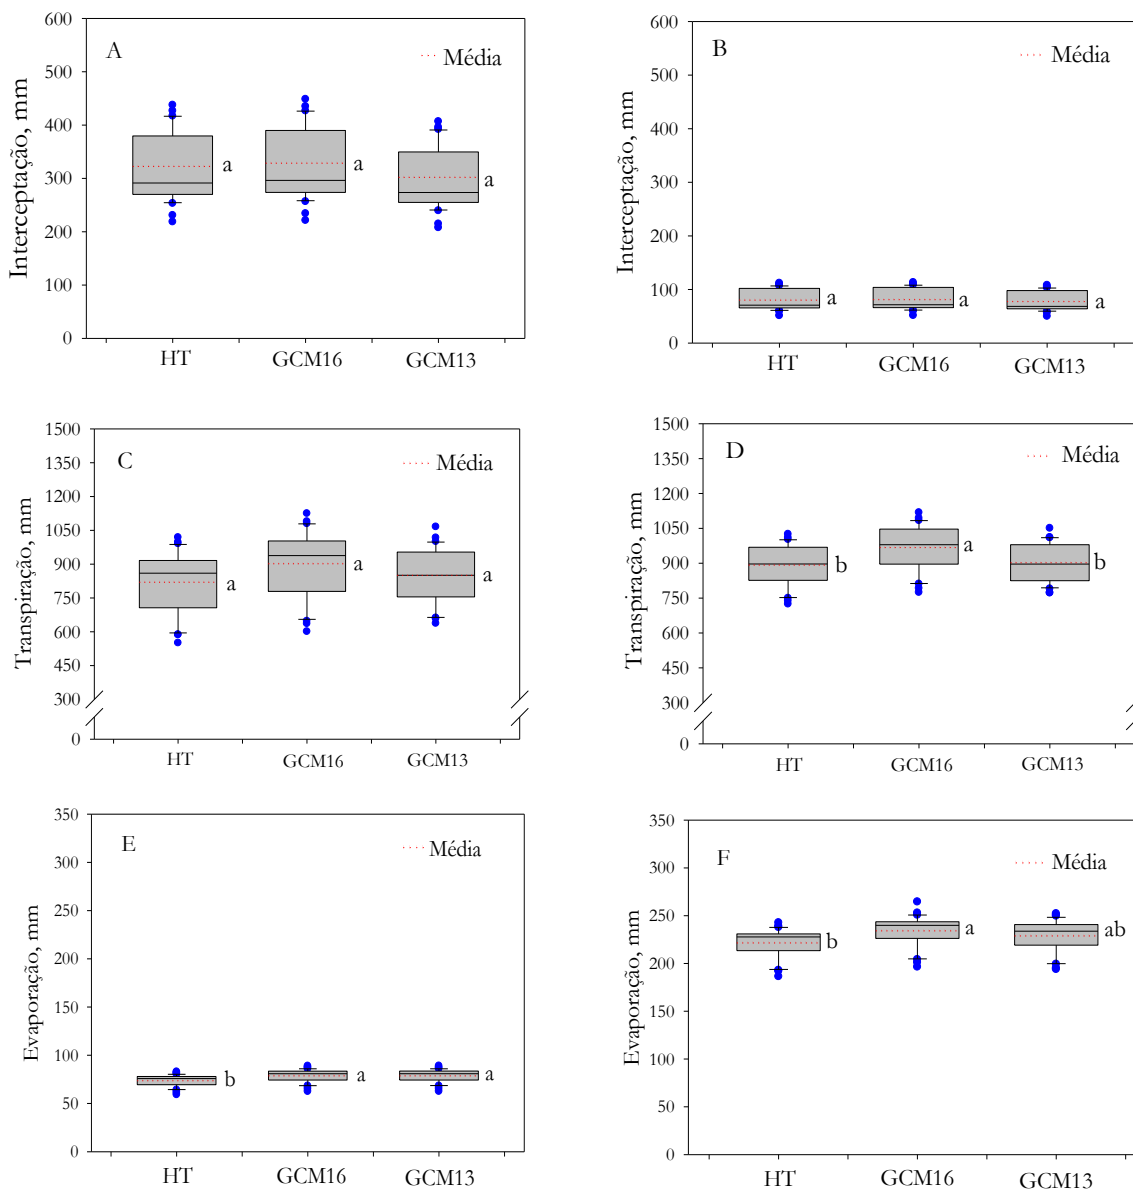 A
Média
Interceptação, mm
600
500
400
300
200
100
0
a
a
a
HT
GCM16
GCM13
B
Média
Interceptação, mm
600
500
400
300
200
100
0
a
a
a
HT
GCM16
GCM13
C
Média
Transpiração, mm
1500
1350
1200
1050
900
750
600
450
300
0
a
a
a
HT
GCM16
GCM13
D
Média
Transpiração, mm
1500
1350
1200
1050
900
750
600
450
300
0
b
a
b
HT
GCM16
GCM13
E
Média
Evaporação, mm
350
300
250
200
150
100
50
0
b
a
a
HT
GCM16
GCM13
F
Média
Evaporação, mm
350
300
250
200
150
100
50
0
b
a
ab
HT
GCM16
GCM13